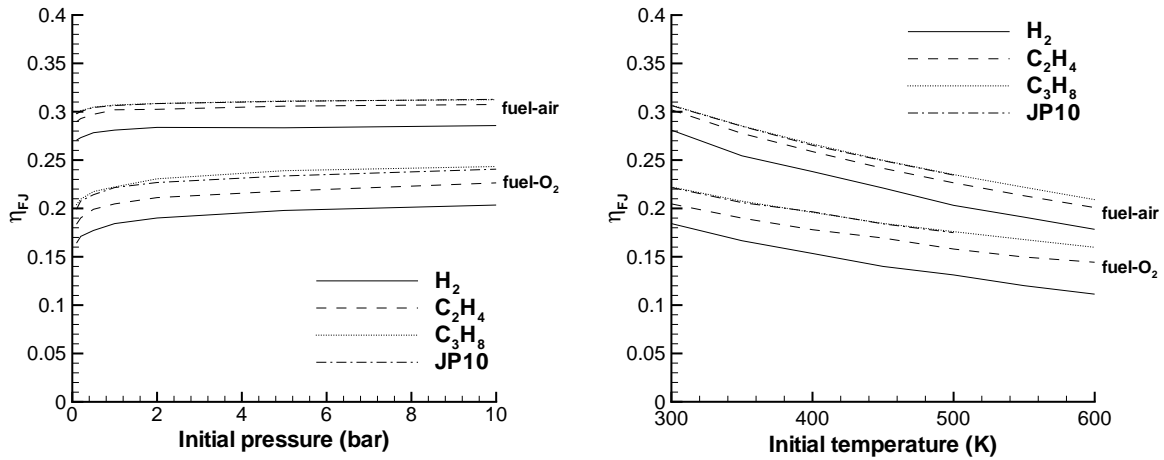 η_FJ
0.4
0.35
0.3
0.25
0.2
0.15
0.1
0.05
0
0 2 4 6 8 10
Initial pressure (bar)
fuel-air
fuel-O₂
H₂
C₂H₄
C₃H₈
JP10
η_FJ
0.4
0.35
0.3
0.25
0.2
0.15
0.1
0.05
0
300 400 500 600
Initial temperature (K)
H₂
C₂H₄
C₃H₈
JP10
fuel-air
fuel-O₂